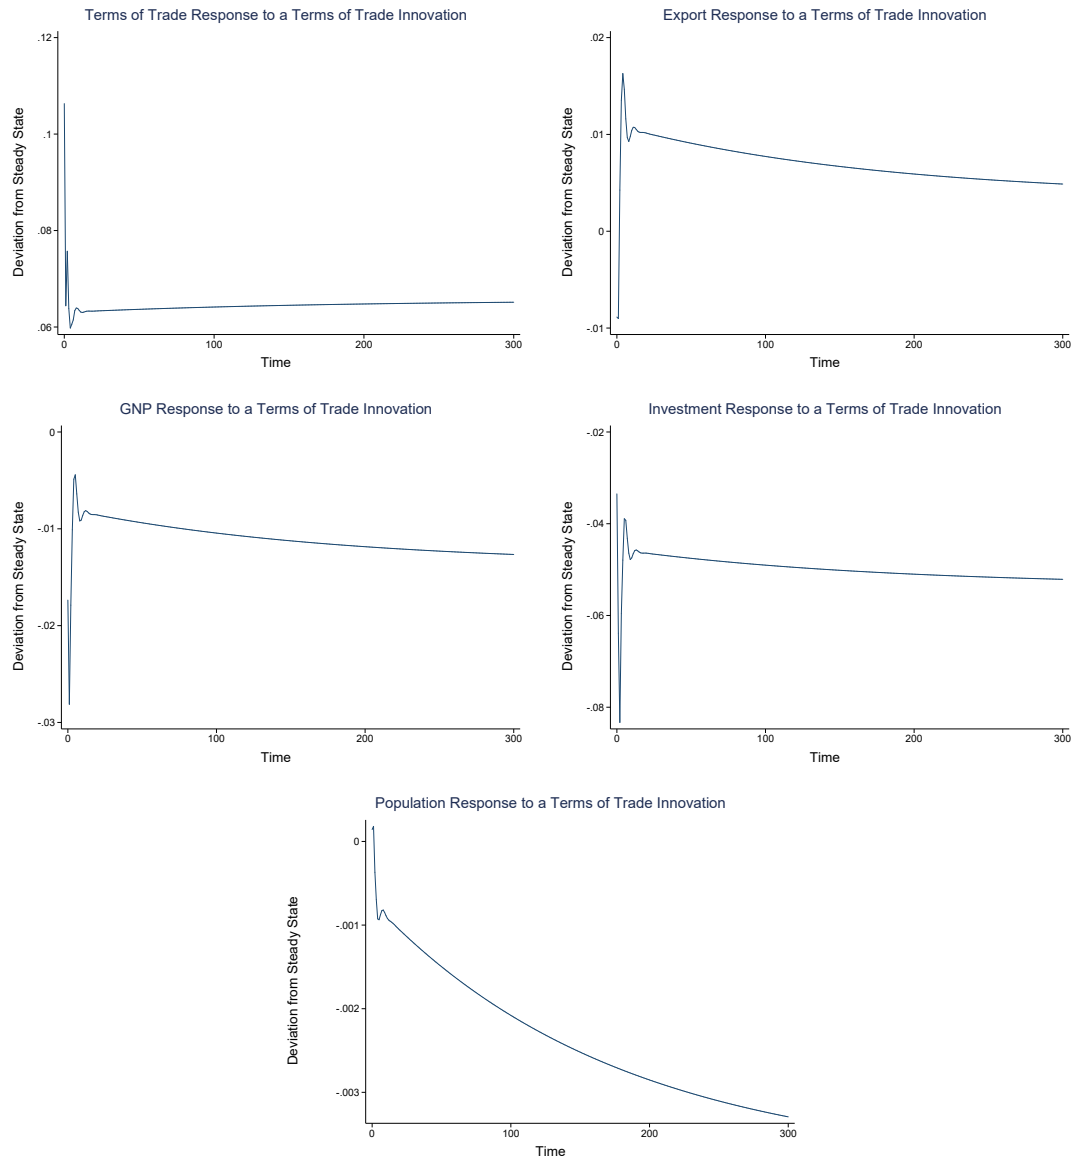 Terms of Trade Response to a Terms of Trade Innovation
Deviation from Steady State
.12
.1
.08
.06
0
100
200
300
Time
Export Response to a Terms of Trade Innovation
Deviation from Steady State
.02
.01
0
-.01
0
100
200
300
Time
GNP Response to a Terms of Trade Innovation
Deviation from Steady State
0
-.01
-.02
-.03
0
100
200
300
Time
Investment Response to a Terms of Trade Innovation
Deviation from Steady State
-.02
-.04
-.06
-.08
0
100
200
300
Time
Population Response to a Terms of Trade Innovation
Deviation from Steady State
0
-.001
-.002
-.003
0
100
200
300
Time